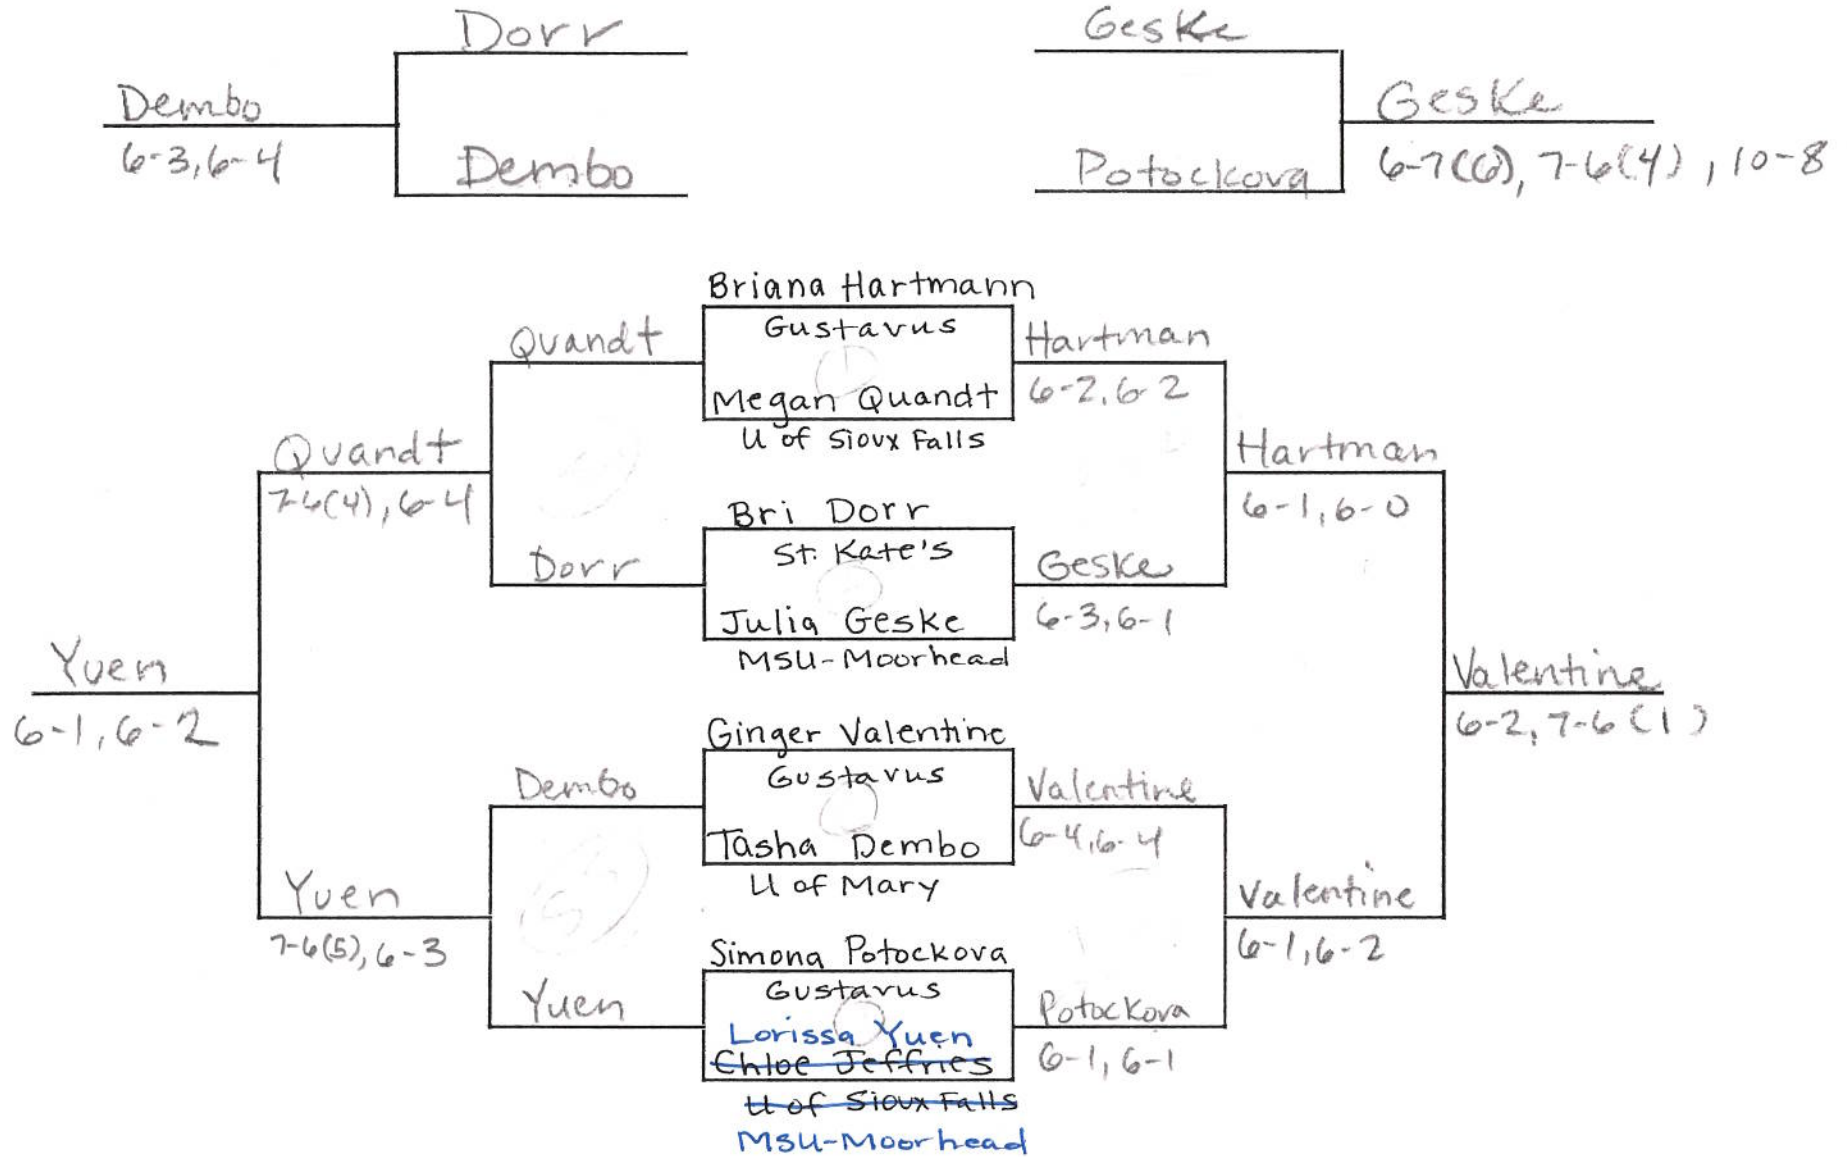 Dorr
Geske
Dembo
Geske
6-3, 6-4
Dembo
Potockova
6-7(6), 7-6(4), 10-8
Briana Hartmann
Quandt
Gustavus
Hartman
Megan Quandt
6-2, 6-2
U of Sioux Falls
Quandt
Hartman
7-6(4), 6-4
6-1, 6-0
Bri Dorr
Dorr
St. Kate's
Geske
Julia Geske
6-3, 6-1
MSU-Moorhead
Yuen
Valentine
6-1, 6-2
6-2, 7-6(1)
Ginger Valentine
Dembo
Gustavus
Valentine
Tasha Dembo
6-4, 6-4
U of Mary
Yuen
Valentine
7-6(5), 6-3
6-1, 6-2
Simona Potockova
Yuen
Gustavus
Potockova
Lorissa Yuen
Chloe Jeffries
6-1, 6-1
U of Sioux Falls
MSU-Moorhead